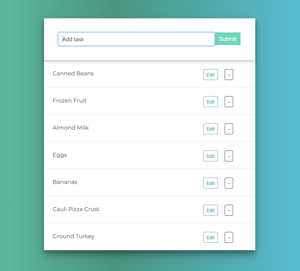 Add task Submit
Canned Beans Edit -
Frozen Fruit Edit -
Almond Milk Edit -
Eggs Edit -
Bananas Edit -
Cauli Pizza Crust Edit -
Ground Turkey Edit -